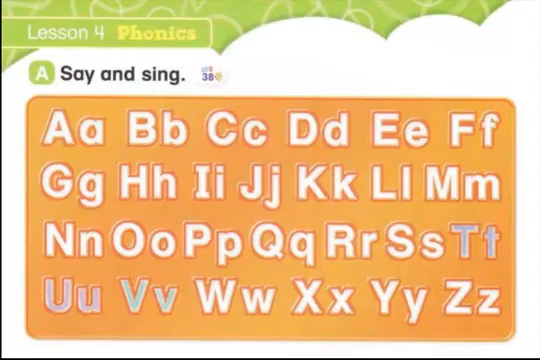 Lesson 4 Phonics
A Say and sing. 38
Aa Bb Cc Dd Ee Ff
Gg Hh Ii Jj Kk Ll Mm
Nn Oo Pp Qq Rr Ss Tt
Uu Vv Ww Xx Yy Zz